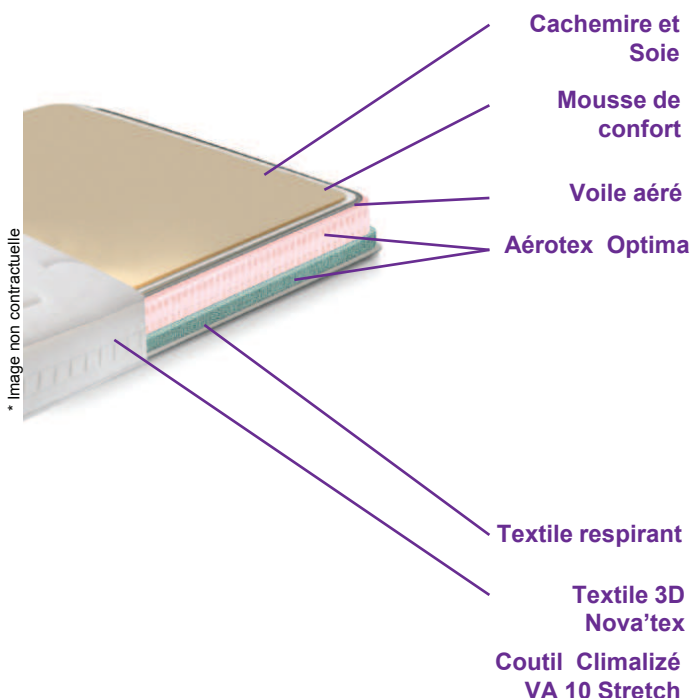 Cachemire et
Soie
Mousse de
confort
Voile aéré
Aérotex Optima
* Image non contractuelle
Textile respirant
Textile 3D
Nova’tex
Coutil Climalizé
VA 10 Stretch